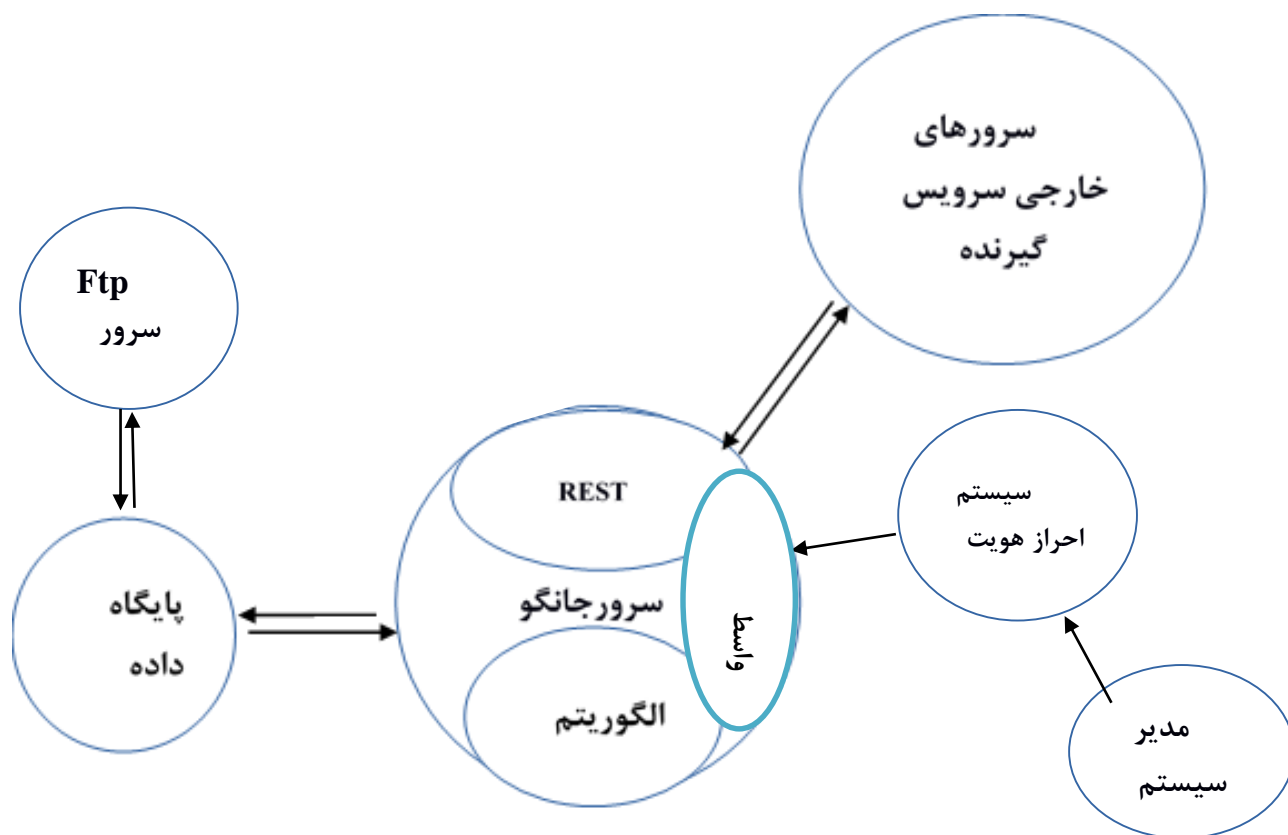 سرورهای
خارجی سرویس
گیرنده
Ftp
سرور
REST
سیستم
احراز هویت
سرورجانگو
واسط
پایگاه
داده
الگوریتم
مدیر
سیستم